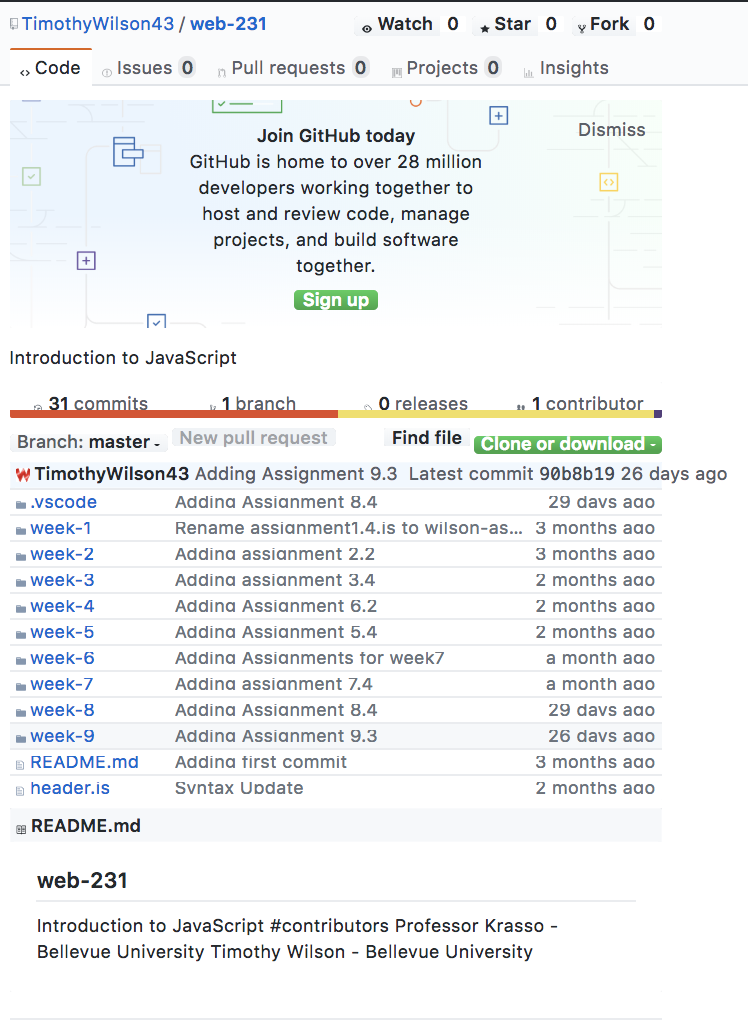 TimothyWilson43 / web-231 Watch 0 Star 0 Fork 0
Code Issues 0 Pull requests 0 Projects 0 Insights
Dismiss
Join GitHub today
GitHub is home to over 28 million
developers working together to
host and review code, manage
projects, and build software
together.
Sign up
Introduction to JavaScript
31 commits 1 branch 0 releases 1 contributor
Branch: master New pull request Find file Clone or download
TimothyWilson43 Adding Assignment 9.3 Latest commit 90b8b19 26 days ago
.vscode Adding Assignment 8.4 29 days ago
week-1 Rename assignment1.4.js to wilson-as... 3 months ago
week-2 Adding assignment 2.2 3 months ago
week-3 Adding assignment 3.4 2 months ago
week-4 Adding Assignment 6.2 2 months ago
week-5 Adding Assignment 5.4 2 months ago
week-6 Adding Assignments for week7 a month ago
week-7 Adding assignment 7.4 a month ago
week-8 Adding Assignment 8.4 29 days ago
week-9 Adding Assignment 9.3 26 days ago
README.md Adding first commit 3 months ago
header.js Syntax Update 2 months ago
README.md
web-231
Introduction to JavaScript #contributors Professor Krasso -
Bellevue University Timothy Wilson - Bellevue University